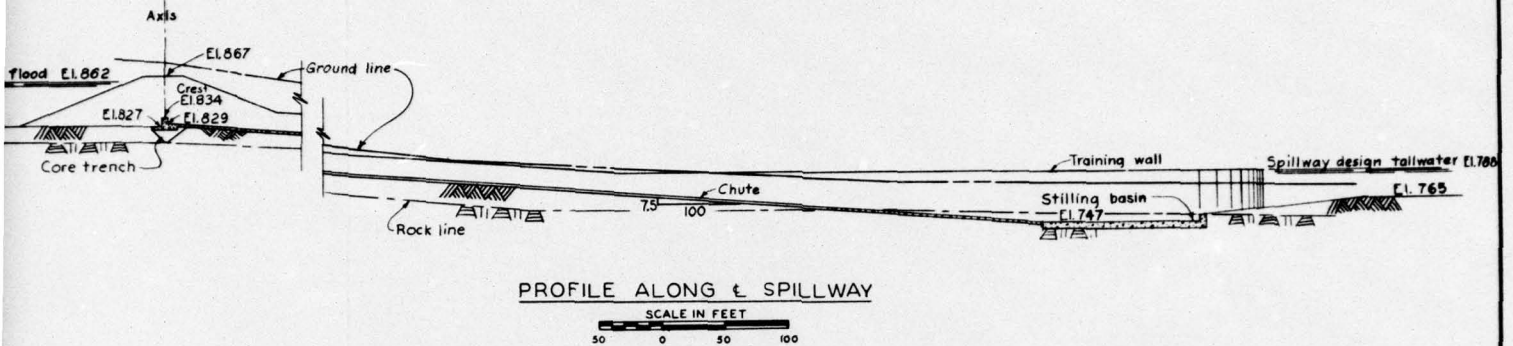 Axis
El.867
flood El.862
Ground line
Crest
El.834
El.827
El.829
Core trench
Training wall
Spillway design tailwater El.788
Chute
El. 765
7.5
100
Stilling basin
El.747
Rock line
PROFILE ALONG ℄ SPILLWAY
SCALE IN FEET
50 0 50 100